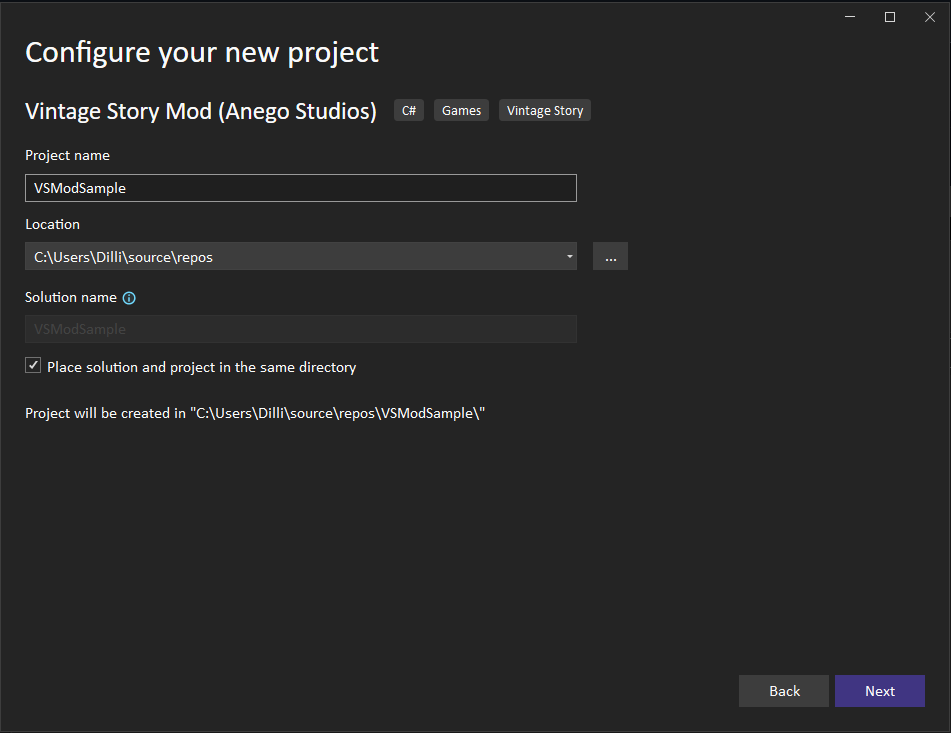 Configure your new project
Vintage Story Mod (Anego Studios) C# Games Vintage Story
Project name
VSModSample
Location
C:\Users\Dilli\source\repos ...
Solution name
VSModSample
Place solution and project in the same directory
Project will be created in "C:\Users\Dilli\source\repos\VSModSample\"
Back Next